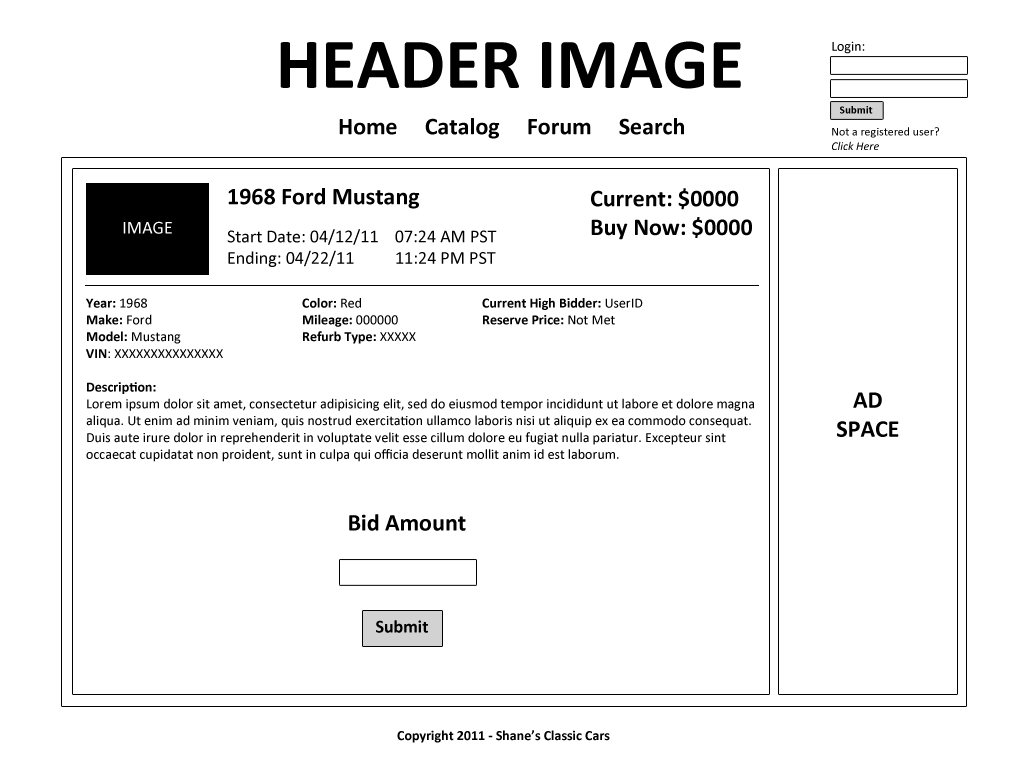 HEADER IMAGE
Login:
Submit
Not a registered user?
Click Here
Home Catalog Forum Search
IMAGE
1968 Ford Mustang
Start Date: 04/12/11 07:24 AM PST
Ending: 04/22/11 11:24 PM PST
Current: $0000
Buy Now: $0000
Year: 1968
Make: Ford
Model: Mustang
VIN: XXXXXXXXXXXXXXX
Color: Red
Mileage: 000000
Refurb Type: XXXXX
Current High Bidder: UserID
Reserve Price: Not Met
Description:
Lorem ipsum dolor sit amet, consectetur adipisicing elit, sed do eiusmod tempor incididunt ut labore et dolore magna
aliqua. Ut enim ad minim veniam, quis nostrud exercitation ullamco laboris nisi ut aliquip ex ea commodo consequat.
Duis aute irure dolor in reprehenderit in voluptate velit esse cillum dolore eu fugiat nulla pariatur. Excepteur sint
occaecat cupidatat non proident, sunt in culpa qui officia deserunt mollit anim id est laborum.
Bid Amount
Submit
AD
SPACE
Copyright 2011 - Shane’s Classic Cars